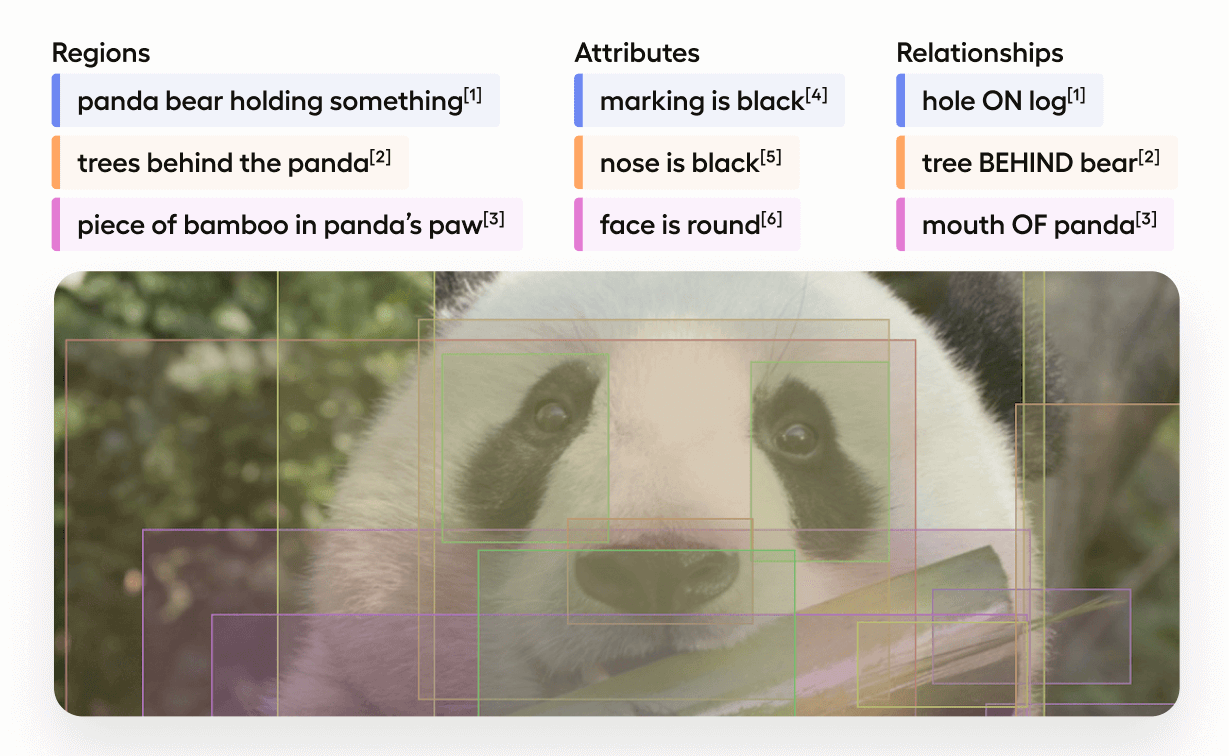 Regions
panda bear holding something[1]
trees behind the panda[2]
piece of bamboo in panda’s paw[3]
Attributes
marking is black[4]
nose is black[5]
face is round[6]
Relationships
hole ON log[1]
tree BEHIND bear[2]
mouth OF panda[3]